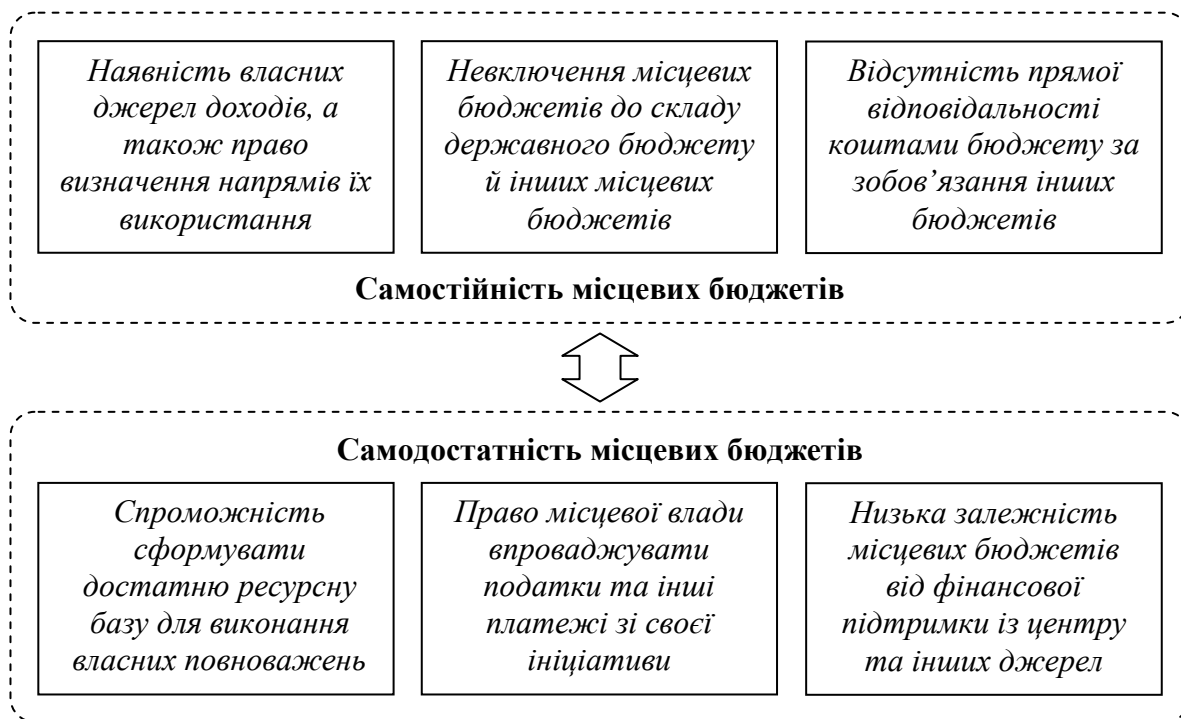 Наявність власних
джерел доходів, а
також право
визначення напрямів їх
використання
Невключення місцевих
бюджетів до складу
державного бюджету
й інших місцевих
бюджетів
Відсутність прямої
відповідальності
коштами бюджету за
зобов’язання інших
бюджетів
Самостійність місцевих бюджетів
Самодостатність місцевих бюджетів
Спроможність
сформувати
достатню ресурсну
базу для виконання
власних повноважень
Право місцевої влади
впроваджувати
податки та інші
платежі зі своєї
ініціативи
Низька залежність
місцевих бюджетів
від фінансової
підтримки із центру
та інших джерел